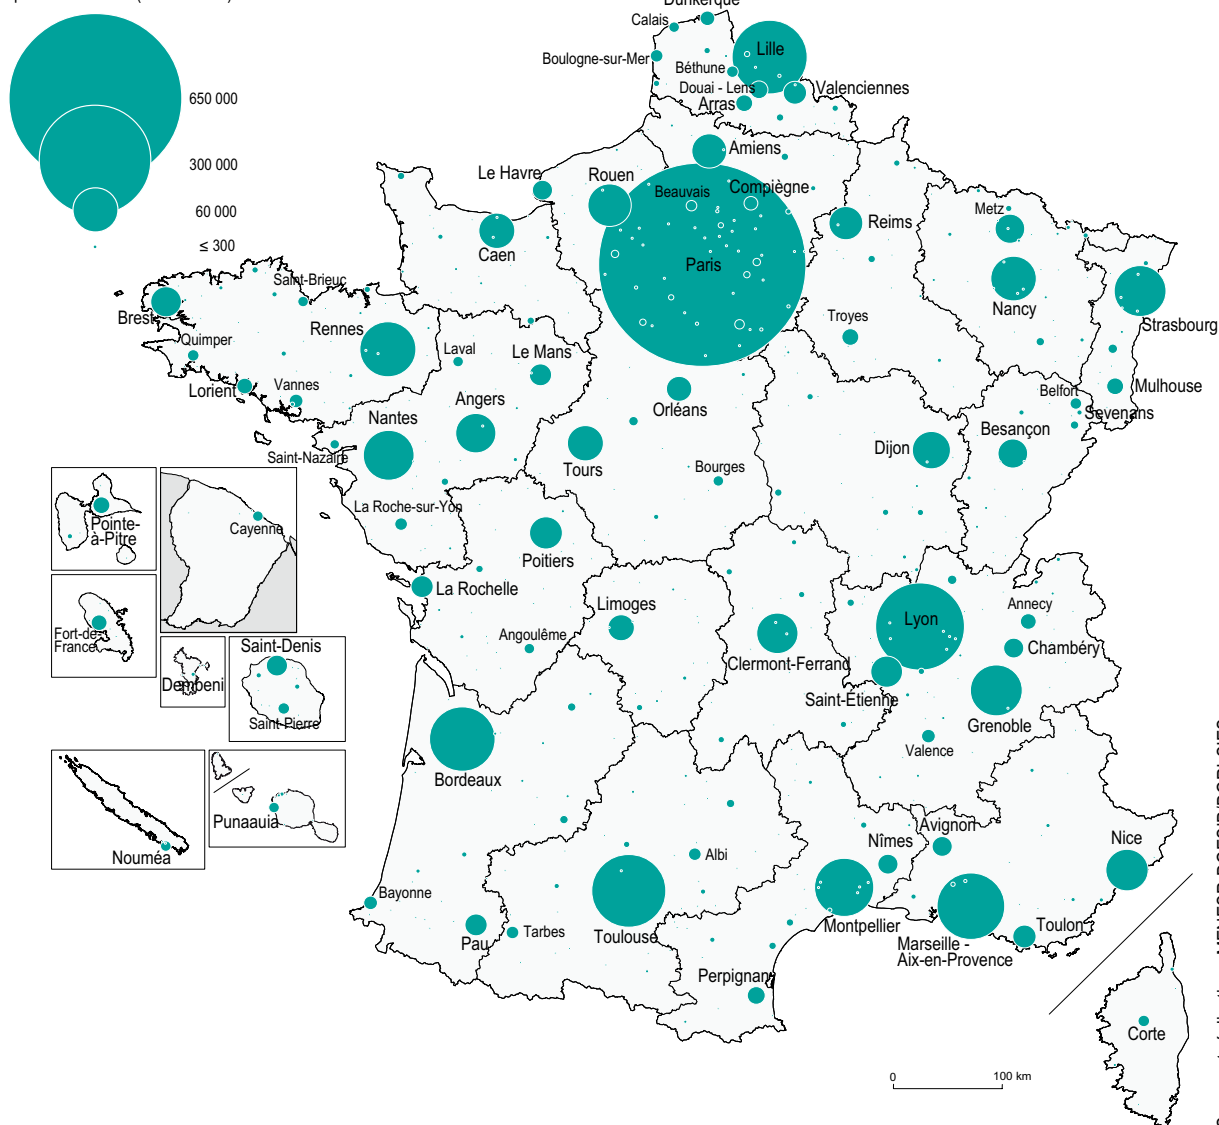 650 000
300 000
60 000
≤ 300
Dunkerque
Calais
Boulogne-sur-Mer
Lille
Béthune
Douai - Lens
Valenciennes
Arras
Amiens
Le Havre
Rouen
Beauvais
Compiègne
Reims
Metz
Caen
Paris
Nancy
Strasbourg
Saint-Brieuc
Brest
Rennes
Quimper
Laval
Le Mans
Troyes
Lorient
Vannes
Angers
Orléans
Belfort
Mulhouse
Sevenans
Nantes
Besançon
Dijon
Saint-Nazaire
Tours
Bourges
La Roche-sur-Yon
Pointe-
à-Pitre
Cayenne
Poitiers
La Rochelle
Limoges
Lyon
Annecy
Fort-de-
France
Angoulême
Chambéry
Saint-Denis
Clermont-Ferrand
Dembeni
Saint-Étienne
Saint-Pierre
Grenoble
Valence
Bordeaux
Punaauia
Nouméa
Avignon
Nîmes
Nice
Albi
Bayonne
Toulouse
Montpellier
Toulon
Pau
Tarbes
Marseille -
Aix-en-Provence
Perpignan
Corte
0
100 km